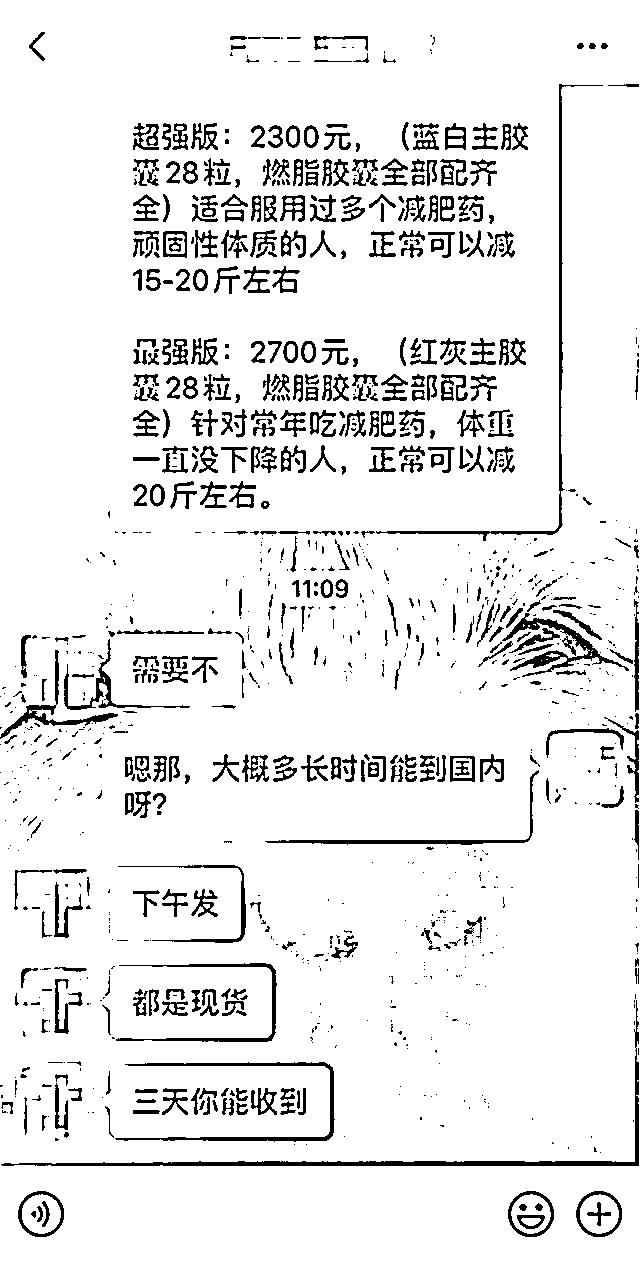 超强版：2300元，（蓝白主胶
囊28粒，燃脂胶囊全部配齐
全）适合服用过多个减肥药，
顽固性体质的人，正常可以减
15-20斤左右
最强版：2700元，（红灰主胶
囊28粒，燃脂胶囊全部配齐
全）针对常年吃减肥药，体重
一直没下降的人，正常可以减
20斤左右。
11:09
需要不
嗯那，大概多长时间能到国内
呀？
下午发
都是现货
三天你能收到